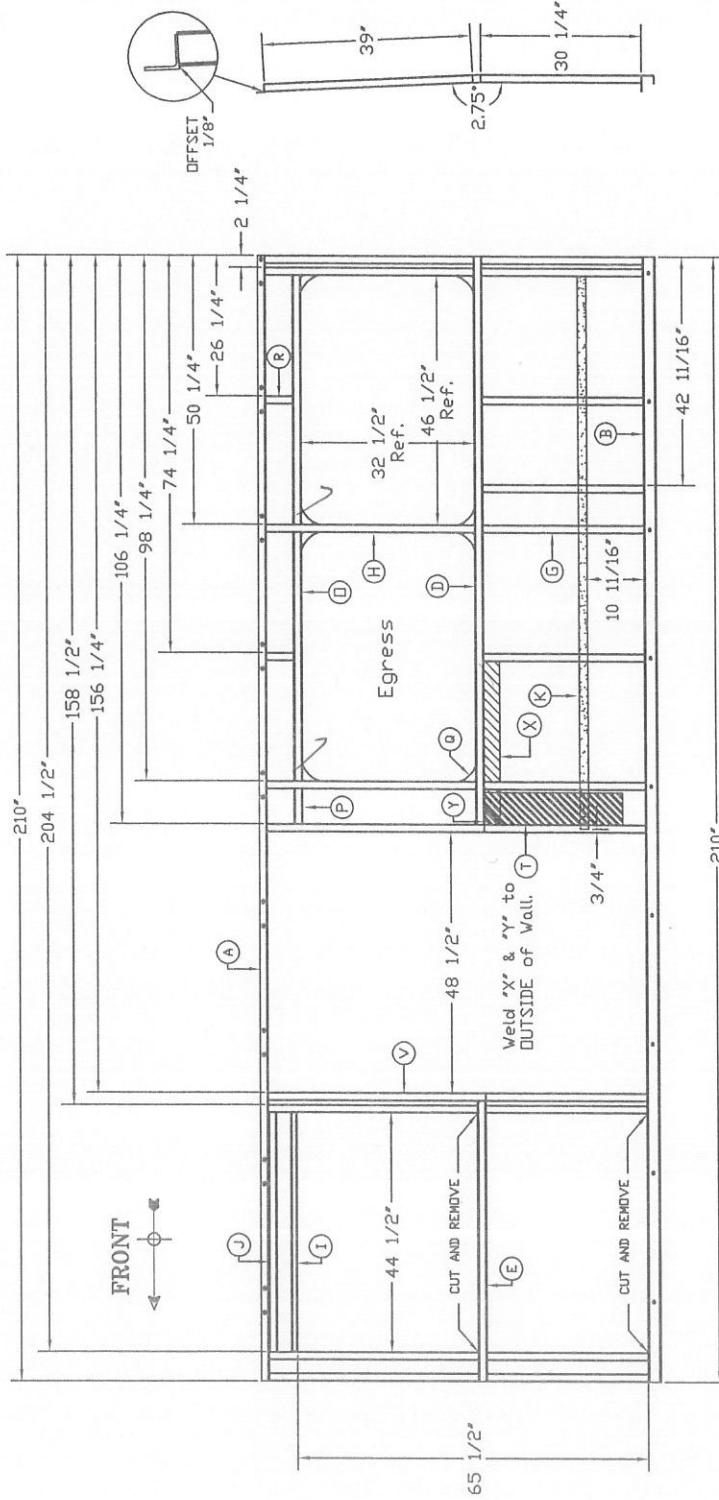 210"
204 1/2"
158 1/2"
156 1/4"
106 1/4"
98 1/4"
74 1/4"
50 1/4"
26 1/4"
2 1/4"
OFFSET
1/8"
39"
2.75°
30 1/4"
FRONT
J
A
R
I
V
O
H
P
D
Q
Y
32 1/2"
Ref.
46 1/2"
Ref.
Egress
65 1/2"
44 1/2"
48 1/2"
CUT AND REMOVE
E
CUT AND REMOVE
Weld "X" & "Y" to
OUTSIDE of Wall.
T
X
K
G
B
3/4"
10 11/16"
42 11/16"
210"